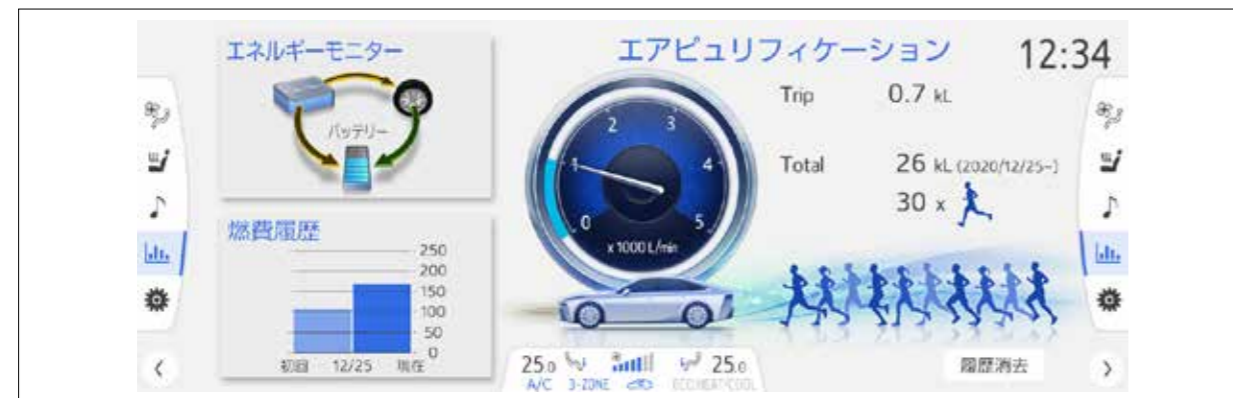 エネルギーモニター
バッテリー
燃費履歴
250
200
150
100
50
0
初回 12/25 現在
エアピュリフィケーション
12:34
0
1
2
3
4
5
x 1000 L/min
Trip 0.7 kL
Total 26 kL (2020/12/25~)
30 x
25.0
25.0
A/C 3-ZONE ECO HEAT/COOL
履歴消去